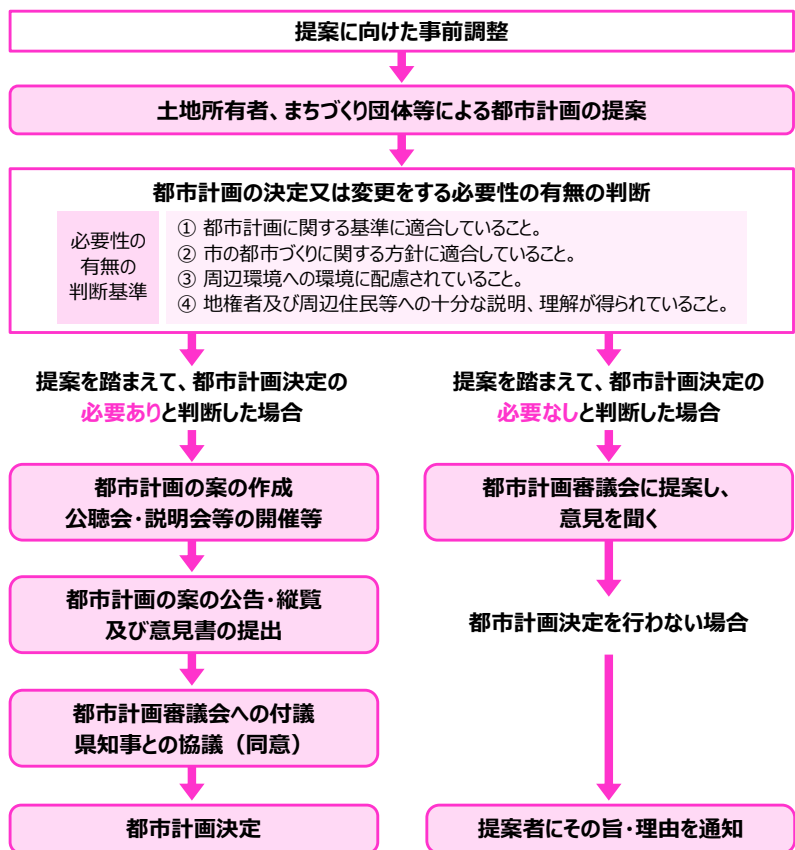 提案に向けた事前調整
土地所有者、まちづくり団体等による都市計画の提案
都市計画の決定又は変更をする必要性の有無の判断
必要性の
有無の
判断基準
① 都市計画に関する基準に適合していること。
② 市の都市づくりに関する方針に適合していること。
③ 周辺環境への環境に配慮されていること。
④ 地権者及び周辺住民等への十分な説明、理解が得られていること。
提案を踏まえて、都市計画決定の
必要ありと判断した場合
都市計画の案の作成
公聴会・説明会等の開催等
都市計画の案の公告・縦覧
及び意見書の提出
都市計画審議会への付議
県知事との協議（同意）
都市計画決定
提案を踏まえて、都市計画決定の
必要なしと判断した場合
都市計画審議会に提案し、
意見を聞く
都市計画決定を行わない場合
提案者にその旨・理由を通知